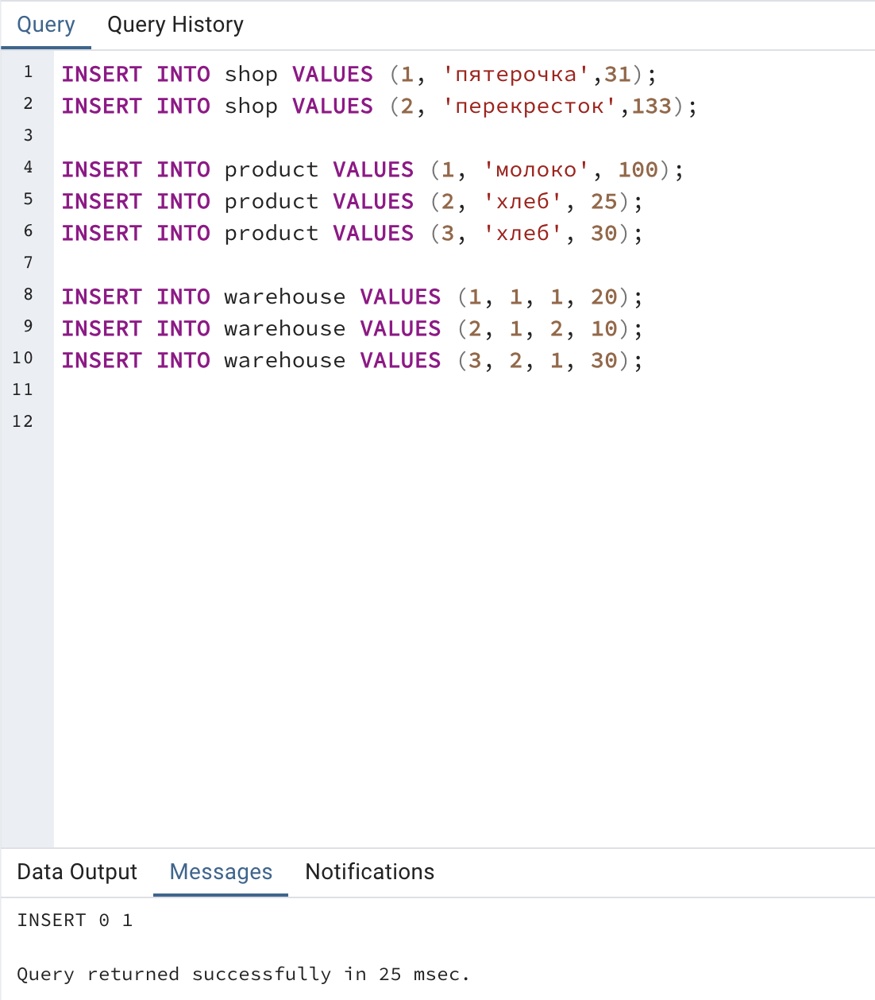 Query Query History
1 INSERT INTO shop VALUES (1, 'пятерочка',31);
2 INSERT INTO shop VALUES (2, 'перекресток',133);
3
4 INSERT INTO product VALUES (1, 'молоко', 100);
5 INSERT INTO product VALUES (2, 'хлеб', 25);
6 INSERT INTO product VALUES (3, 'хлеб', 30);
7
8 INSERT INTO warehouse VALUES (1, 1, 1, 20);
9 INSERT INTO warehouse VALUES (2, 1, 2, 10);
10 INSERT INTO warehouse VALUES (3, 2, 1, 30);
11
12
Data Output Messages Notifications
INSERT 0 1
Query returned successfully in 25 msec.